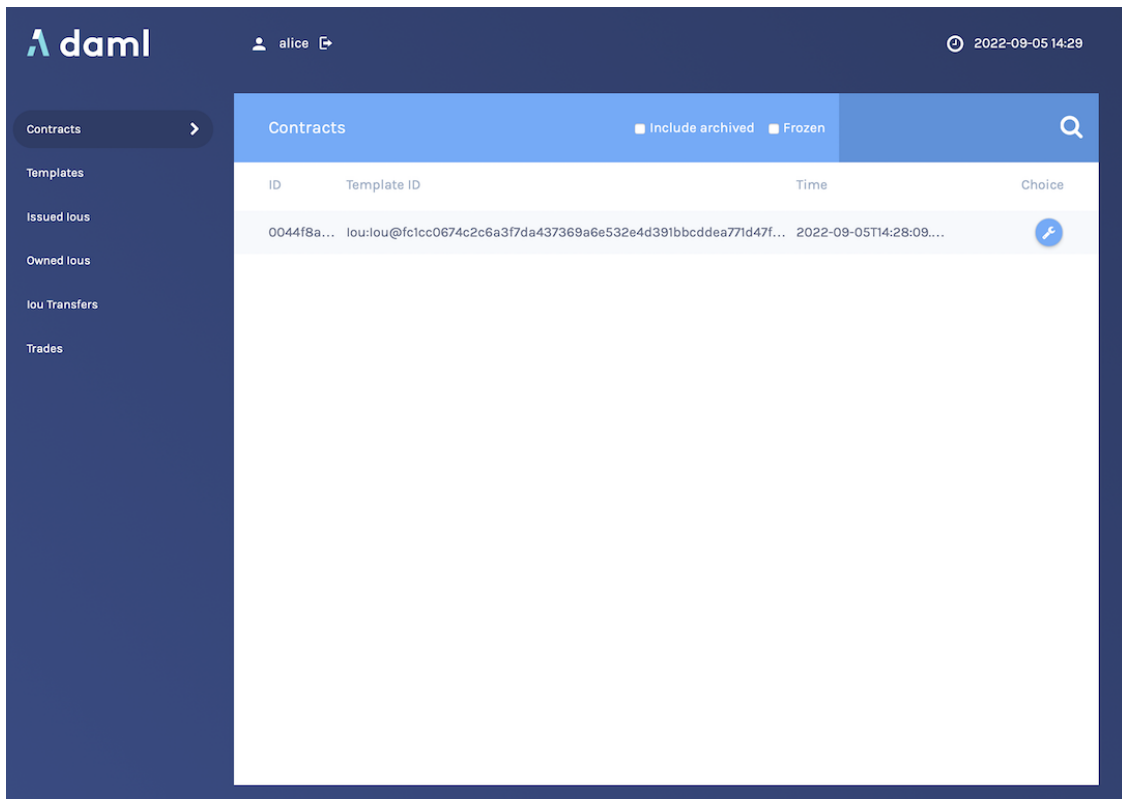 daml
alice
2022-09-05 14:29
Contracts
Templates
Issued Ious
Owned Ious
Iou Transfers
Trades
Contracts Include archived Frozen
ID Template ID Time Choice
0044f8a... Iou:Iou@fc1cc0674c2c6a3f7da437369a6e532e4d391bbcddea771d47f... 2022-09-05T14:28:09....